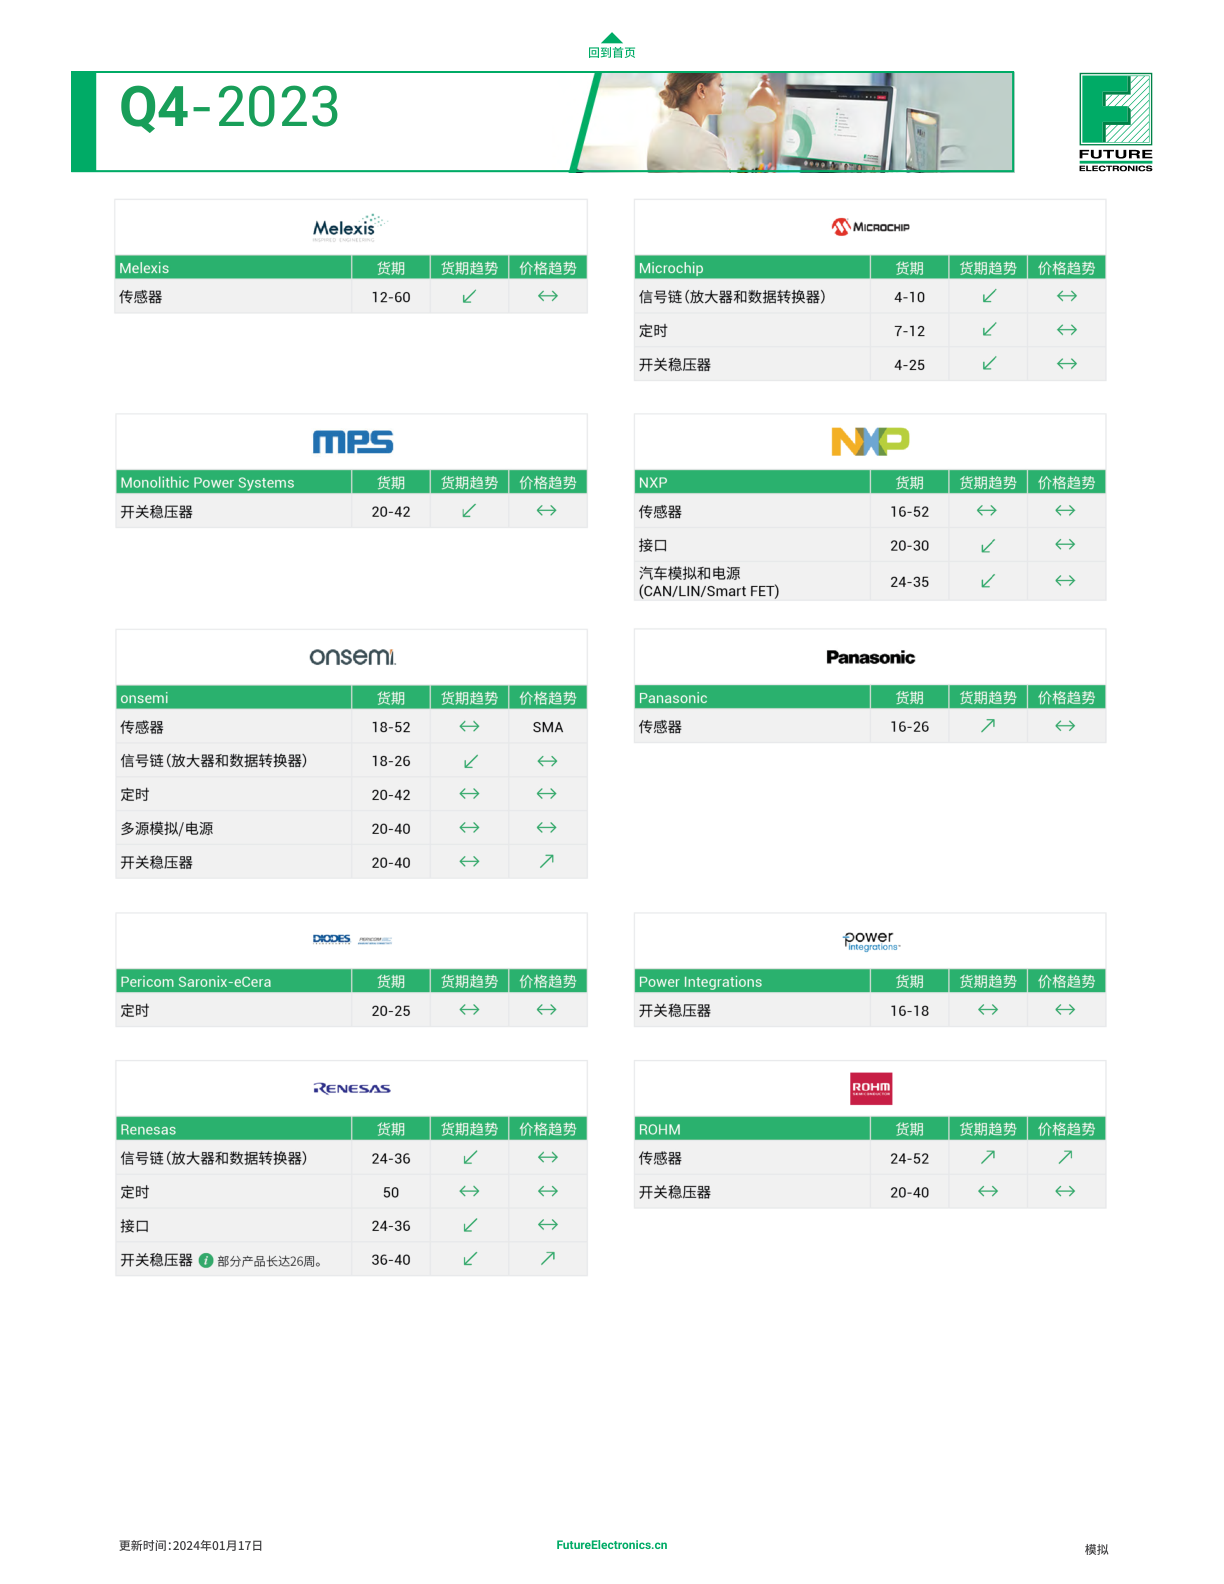 回到首页
Q4-2023
FUTURE
ELECTRONICS
Melexis
INSPIRED ENGINEERING
Melexis 货期 货期趋势 价格趋势
传感器 12-60 ↙ ↔
MICROCHIP
Microchip 货期 货期趋势 价格趋势
信号链(放大器和数据转换器) 4-10 ↙ ↔
定时 7-12 ↙ ↔
开关稳压器 4-25 ↙ ↔
mPS
Monolithic Power Systems 货期 货期趋势 价格趋势
开关稳压器 20-42 ↙ ↔
NXP
NXP 货期 货期趋势 价格趋势
传感器 16-52 ↔ ↔
接口 20-30 ↙ ↔
汽车模拟和电源
(CAN/LIN/Smart FET) 24-35 ↙ ↔
onsemi
onsemi 货期 货期趋势 价格趋势
传感器 18-52 ↔ SMA
信号链(放大器和数据转换器) 18-26 ↙ ↔
定时 20-42 ↔ ↔
多源模拟/电源 20-40 ↔ ↔
开关稳压器 20-40 ↔ ↗
Panasonic
Panasonic 货期 货期趋势 价格趋势
传感器 16-26 ↗ ↔
DIODES PERICOM
Pericom Saronix-eCera 货期 货期趋势 价格趋势
定时 20-25 ↔ ↔
power
integrations
Power Integrations 货期 货期趋势 价格趋势
开关稳压器 16-18 ↔ ↔
RENESAS
Renesas 货期 货期趋势 价格趋势
信号链(放大器和数据转换器) 24-36 ↙ ↔
定时 50 ↔ ↔
接口 24-36 ↙ ↔
开关稳压器 i 部分产品长达26周。 36-40 ↙ ↗
ROHM
SEMICONDUCTOR
ROHM 货期 货期趋势 价格趋势
传感器 24-52 ↗ ↗
开关稳压器 20-40 ↔ ↔
更新时间:2024年01月17日
FutureElectronics.cn
模拟